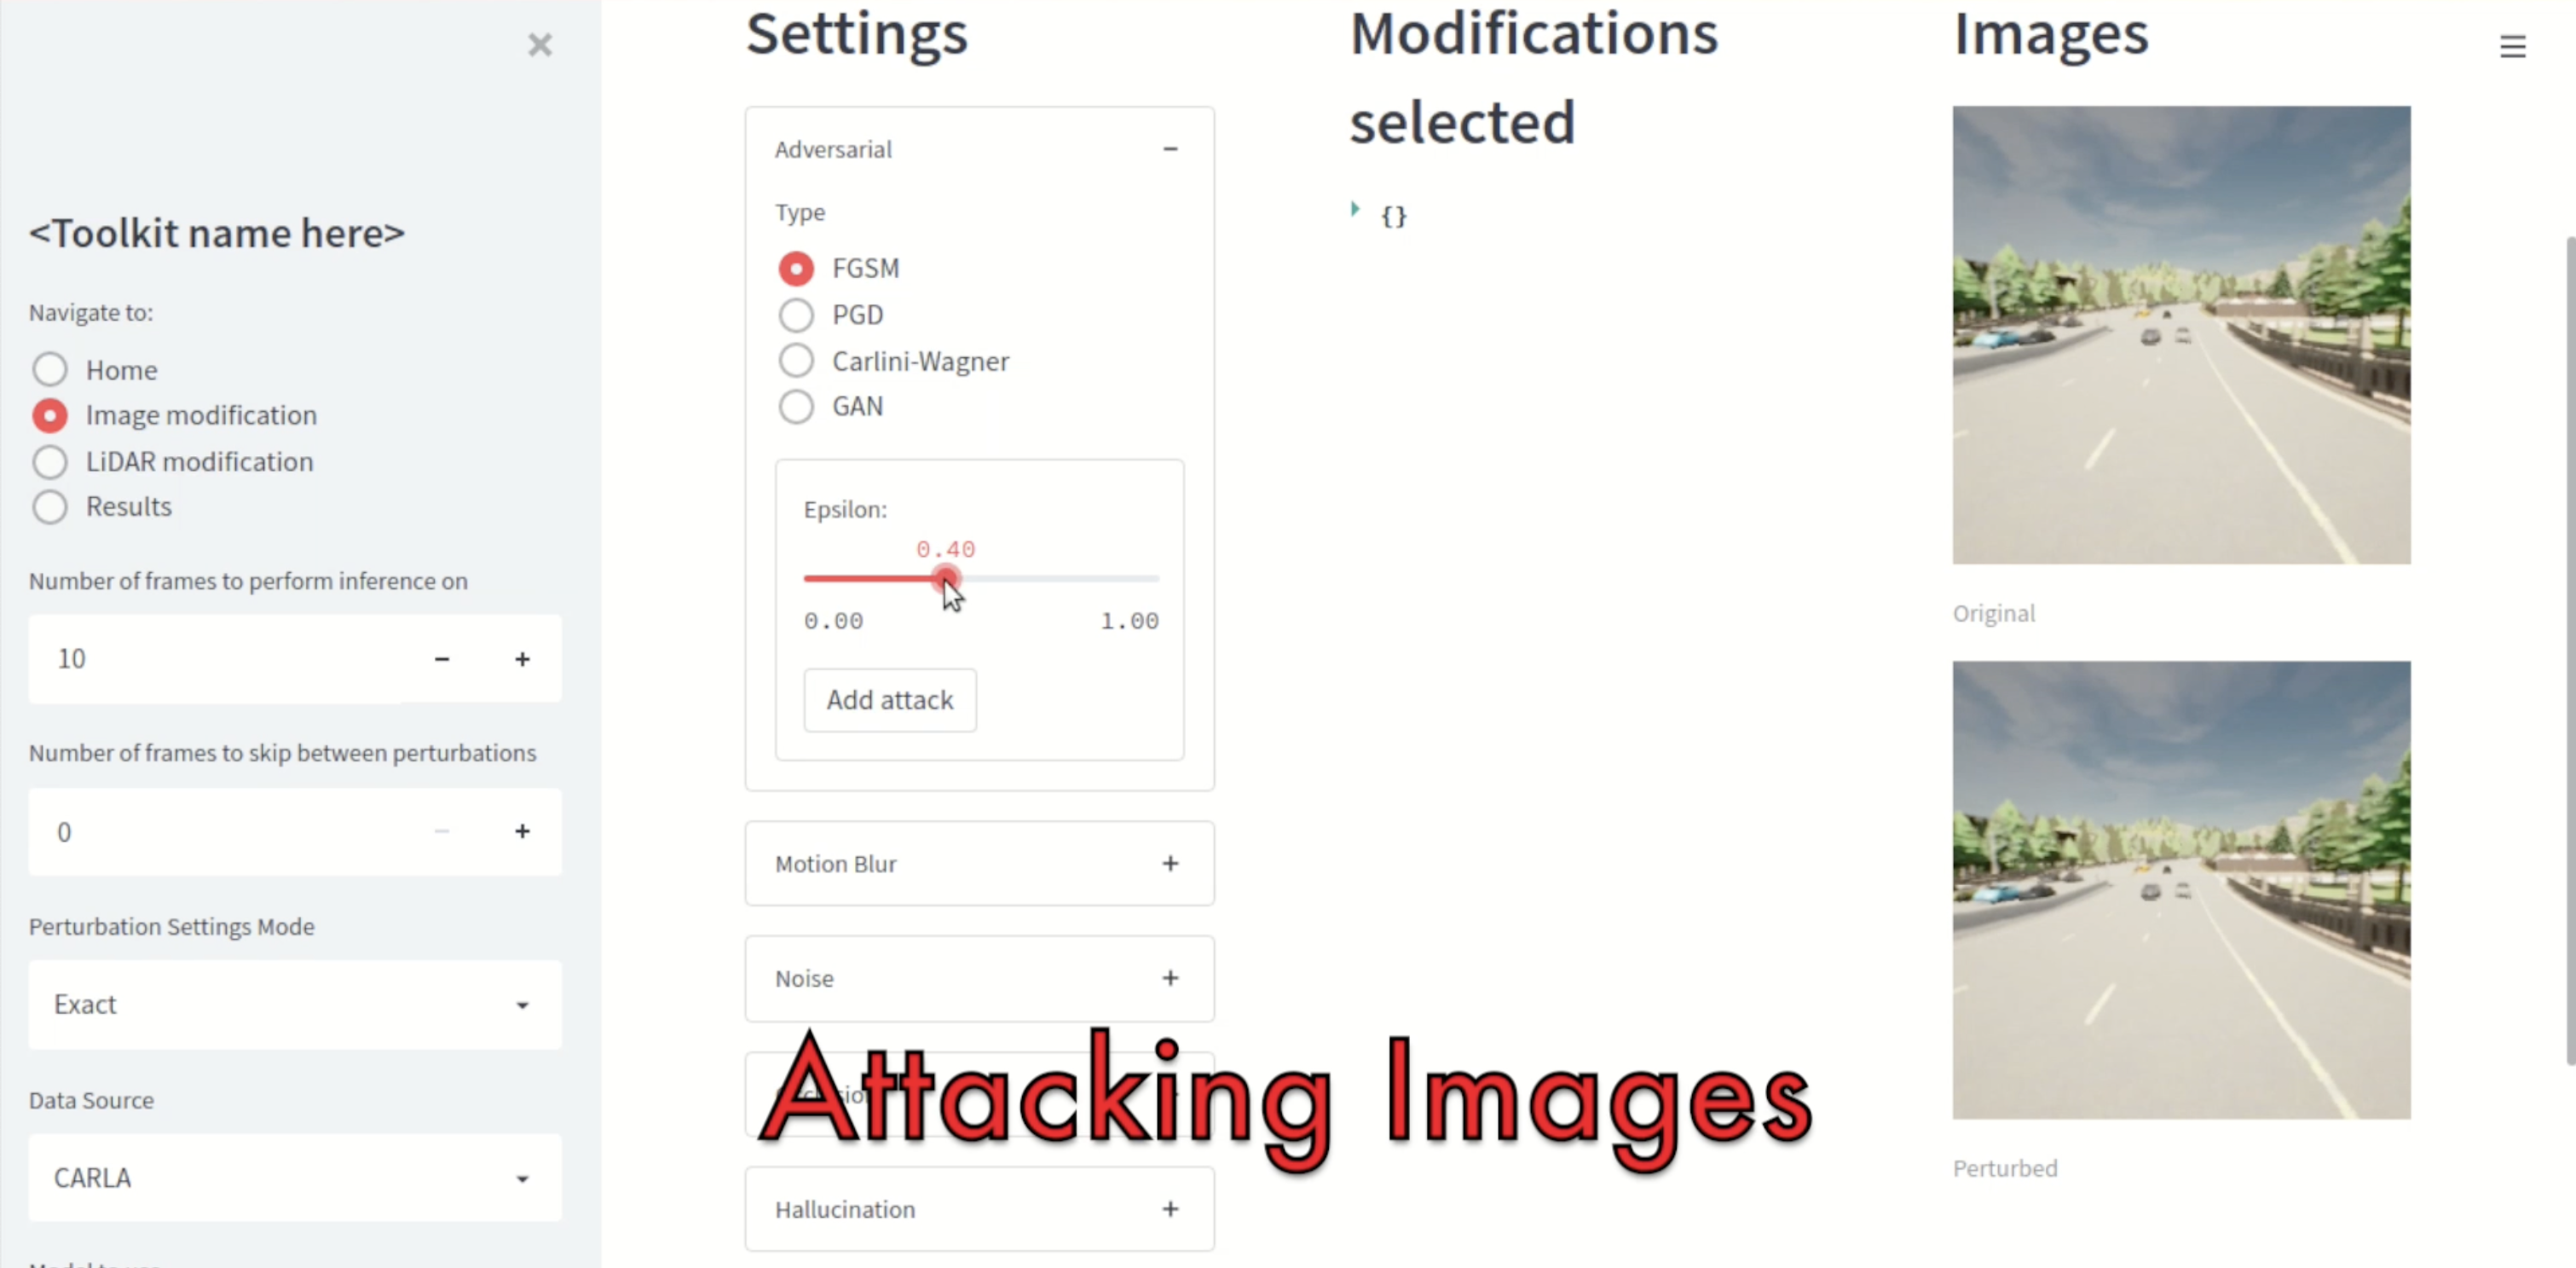 <Toolkit name here>
Navigate to:
Home
Image modification
LiDAR modification
Results
Number of frames to perform inference on
10
Number of frames to skip between perturbations
0
Perturbation Settings Mode
Exact
Data Source
CARLA
Settings
Adversarial
Type
FGSM
PGD
Carlini-Wagner
GAN
Epsilon:
0.40
0.00 1.00
Add attack
Motion Blur
Noise
Attacking Images
Hallucination
Modifications
selected
{}
Images
Original
Perturbed